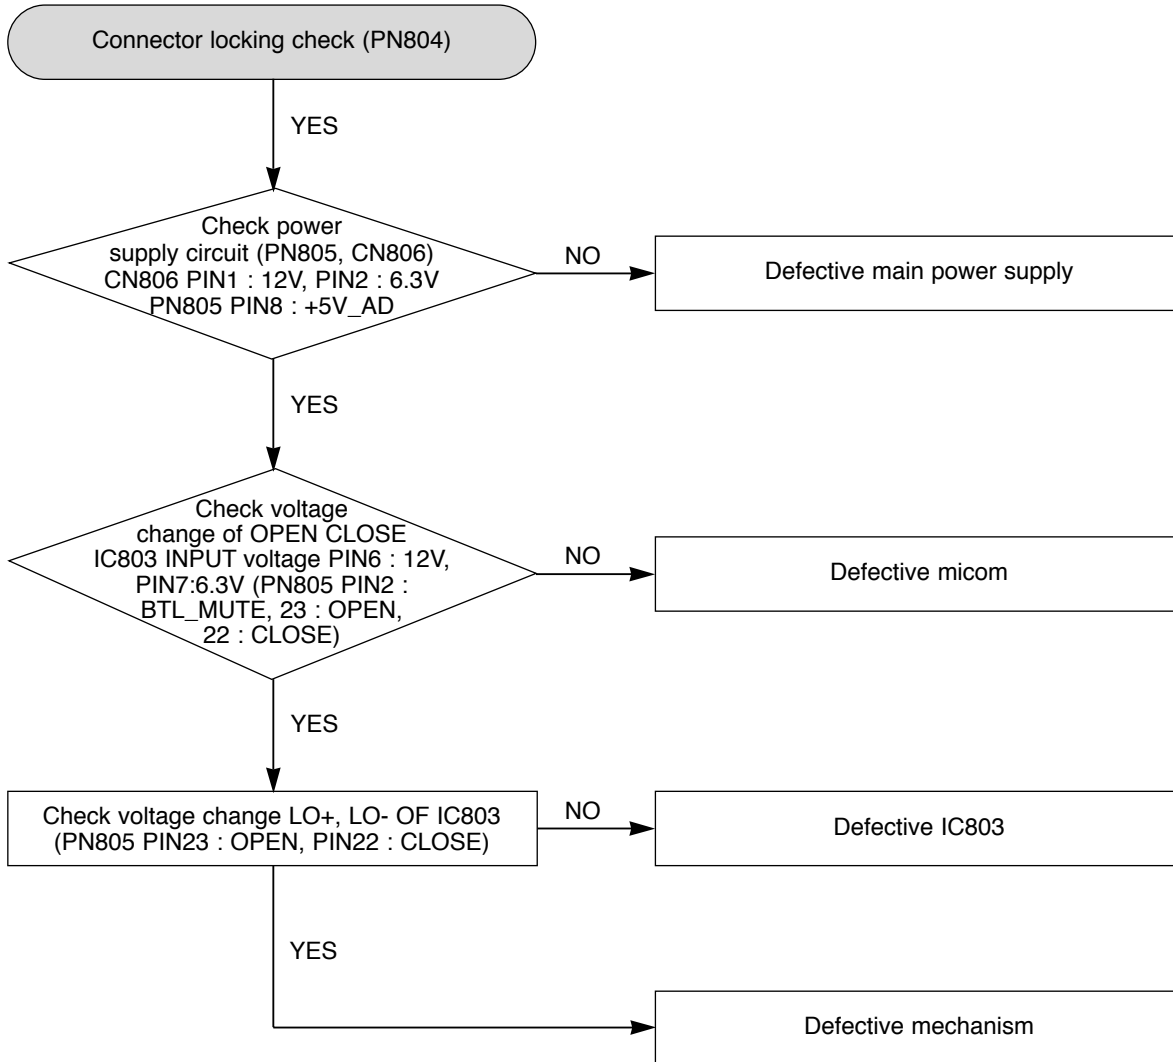 Connector locking check (PN804)
YES
Check power
supply circuit (PN805, CN806)
CN806 PIN1 : 12V, PIN2 : 6.3V
PN805 PIN8 : +5V_AD
NO
Defective main power supply
YES
Check voltage
change of OPEN CLOSE
IC803 INPUT voltage PIN6 : 12V,
PIN7:6.3V (PN805 PIN2 :
BTL_MUTE, 23 : OPEN,
22 : CLOSE)
NO
Defective micom
YES
Check voltage change LO+, LO- OF IC803
(PN805 PIN23 : OPEN, PIN22 : CLOSE)
NO
Defective IC803
YES
Defective mechanism